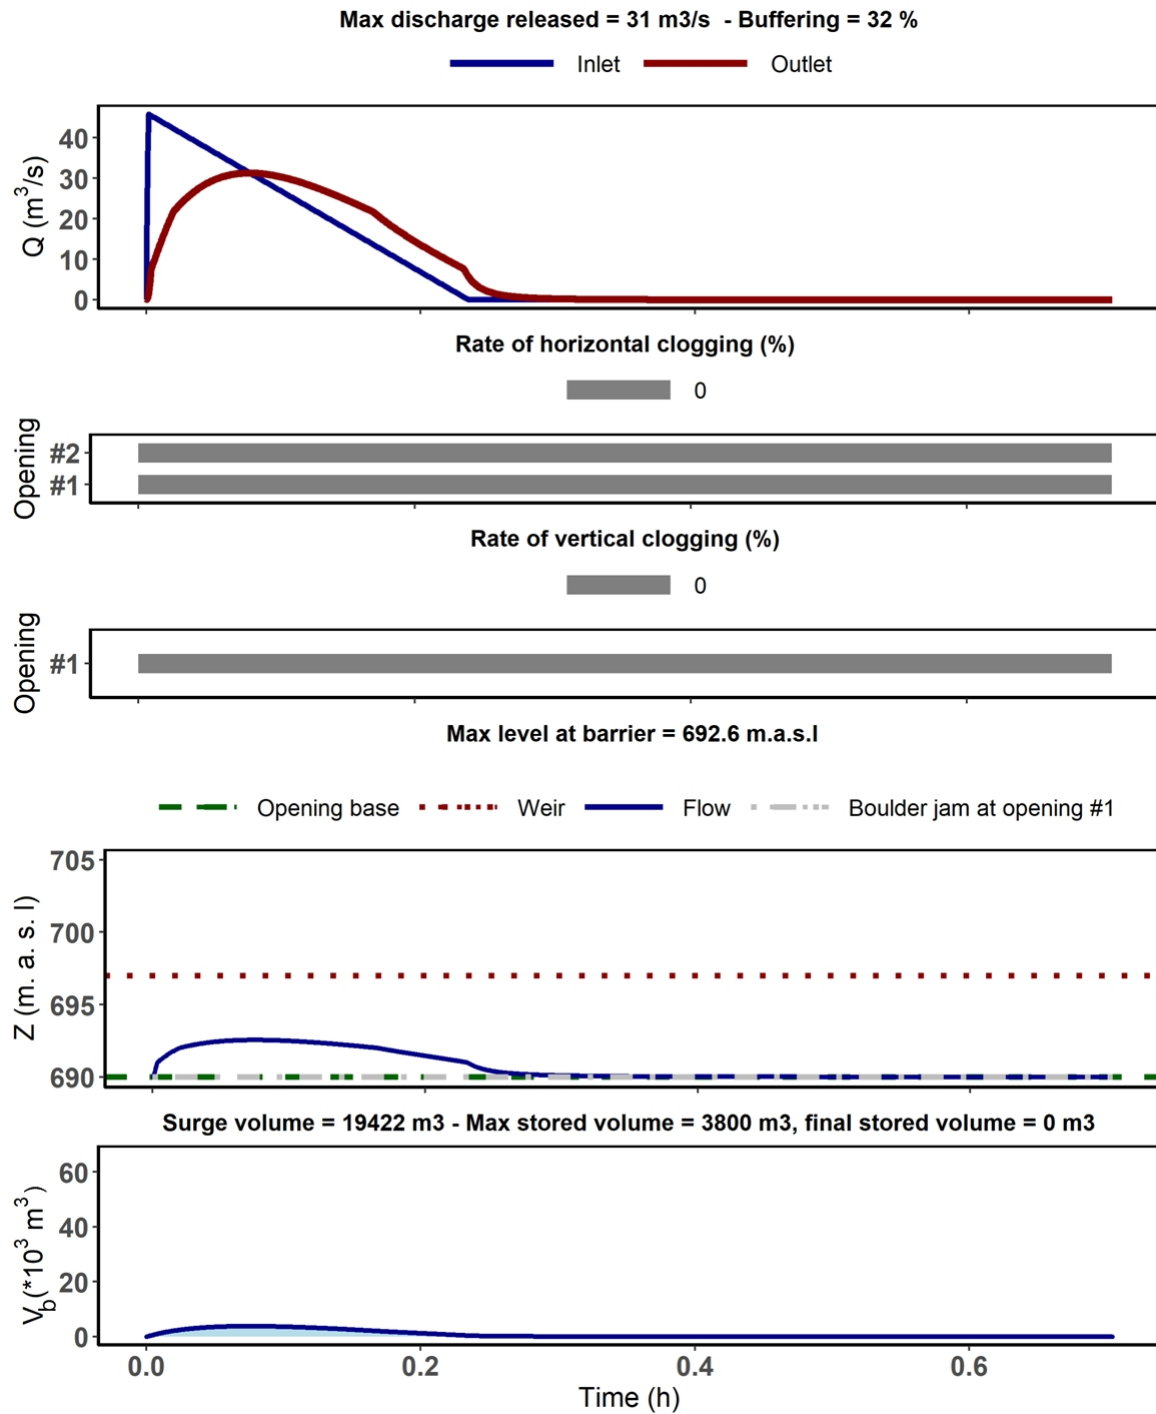 Max discharge released = 31 m3/s - Buffering = 32 %
Inlet Outlet
Q (m³/s)
40
30
20
10
0
Rate of horizontal clogging (%)
0
Opening
#2
#1
Rate of vertical clogging (%)
0
Opening
#1
Max level at barrier = 692.6 m.a.s.l
Opening base Weir Flow Boulder jam at opening #1
Z (m. a. s. l)
705
700
695
690
Surge volume = 19422 m3 - Max stored volume = 3800 m3, final stored volume = 0 m3
V_b(*10³ m³)
60
40
20
0
0.0 0.2 0.4 0.6
Time (h)